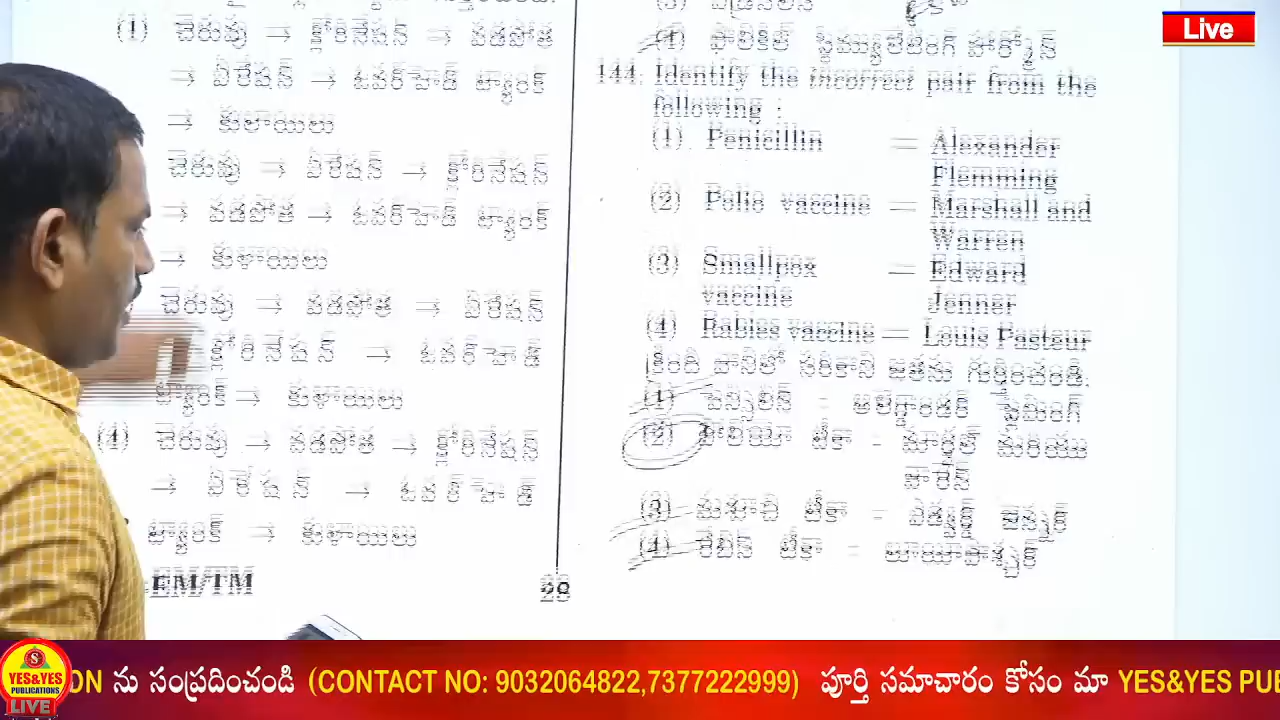 (1) చెరువు → క్లోరినేషన్ → వడపోత
→ ఏరేషన్ → ఓవర్‌హెడ్ ట్యాంక్
→ కుళాయిలు
చెరువు → ఏరేషన్ → క్లోరినేషన్
→ వడపోత → ఓవర్‌హెడ్ ట్యాంక్
→ కుళాయిలు
చెరువు → వడపోత → ఏరేషన్
క్లోరినేషన్ → ఓవర్‌హెడ్
ట్యాంక్ → కుళాయిలు
(4) చెరువు → వడపోత → క్లోరినేషన్
→ ఏరేషన్ → ఓవర్‌హెడ్
ట్యాంక్ → కుళాయిలు
EM/TM
28
(4) ఫాలికిల్ స్టిమ్యులేటింగ్ హార్మోన్
144. Identify the incorrect pair from the
following :
(1) Penicillin = Alexander
Flemming
(2) Polio vaccine = Marshall and
Warren
(3) Smallpox = Edward
vaccine Jenner
(4) Rabies vaccine = Louis Pasteur
కింది వానిలో సరికాని జతను గుర్తించండి.
(1) పెన్సిలిన్ = అలెగ్జాండర్ ఫ్లెమింగ్
(2) పోలియో టీకా = మార్షల్ మరియు
వారెన్
(3) మశూచి టీకా = ఎడ్వర్డ్ జెన్నర్
(4) రేబిస్ టీకా = లూయీపాశ్చర్
Live
YES&YES
PUBLICATIONS
LIVE
ON ను సంప్రదించండి (CONTACT NO: 9032064822,7377222999) పూర్తి సమాచారం కోసం మా YES&YES PUB